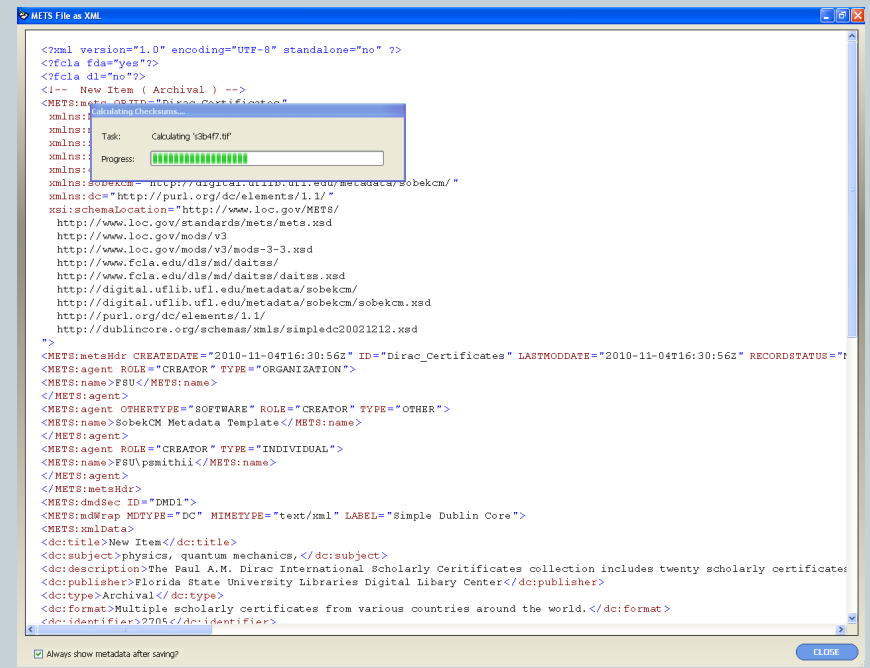 METS File as XML
<?xml version="1.0" encoding="UTF-8" standalone="no" ?>
<?fcla fda="yes"?>
<?fcla dl="no"?>
<!-- New Item ( Archival ) -->
<METS:mets OBJID="Dirac_Certificates"
Calculating Checksums....
Task: Calculating 's3b4f7.tif'
Progress:
xmlns:
xmlns:
xmlns:
xmlns:
xmlns:
xmlns:sobekcm="http://digital.uflib.ufl.edu/metadata/sobekcm/"
xmlns:dc="http://purl.org/dc/elements/1.1/"
xsi:schemaLocation="http://www.loc.gov/METS/
http://www.loc.gov/standards/mets/mets.xsd
http://www.loc.gov/mods/v3
http://www.loc.gov/mods/v3/mods-3-3.xsd
http://www.fcla.edu/dls/md/daitss/
http://www.fcla.edu/dls/md/daitss/daitss.xsd
http://digital.uflib.ufl.edu/metadata/sobekcm/
http://digital.uflib.ufl.edu/metadata/sobekcm/sobekcm.xsd
http://purl.org/dc/elements/1.1/
http://dublincore.org/schemas/xmls/simpledc20021212.xsd
">
<METS:metsHdr CREATEDATE="2010-11-04T16:30:56Z" ID="Dirac_Certificates" LASTMODDATE="2010-11-04T16:30:56Z" RECORDSTATUS="
<METS:agent ROLE="CREATOR" TYPE="ORGANIZATION">
<METS:name>FSU</METS:name>
</METS:agent>
<METS:agent OTHERTYPE="SOFTWARE" ROLE="CREATOR" TYPE="OTHER">
<METS:name>SobekCM Metadata Template</METS:name>
</METS:agent>
<METS:agent ROLE="CREATOR" TYPE="INDIVIDUAL">
<METS:name>FSU\psmithii</METS:name>
</METS:agent>
</METS:metsHdr>
<METS:dmdSec ID="DMD1">
<METS:mdWrap MDTYPE="DC" MIMETYPE="text/xml" LABEL="Simple Dublin Core">
<METS:xmlData>
<dc:title>New Item</dc:title>
<dc:subject>physics, quantum mechanics,</dc:subject>
<dc:description>The Paul A.M. Dirac International Scholarly Ceritificates collection includes twenty scholarly certificates
<dc:publisher>Florida State University Libraries Digital Libary Center</dc:publisher>
<dc:type>Archival</dc:type>
<dc:format>Multiple scholarly certificates from various countries around the world.</dc:format>
<dc:identifier>2705</dc:identifier>
Always show metadata after saving?
CLOSE